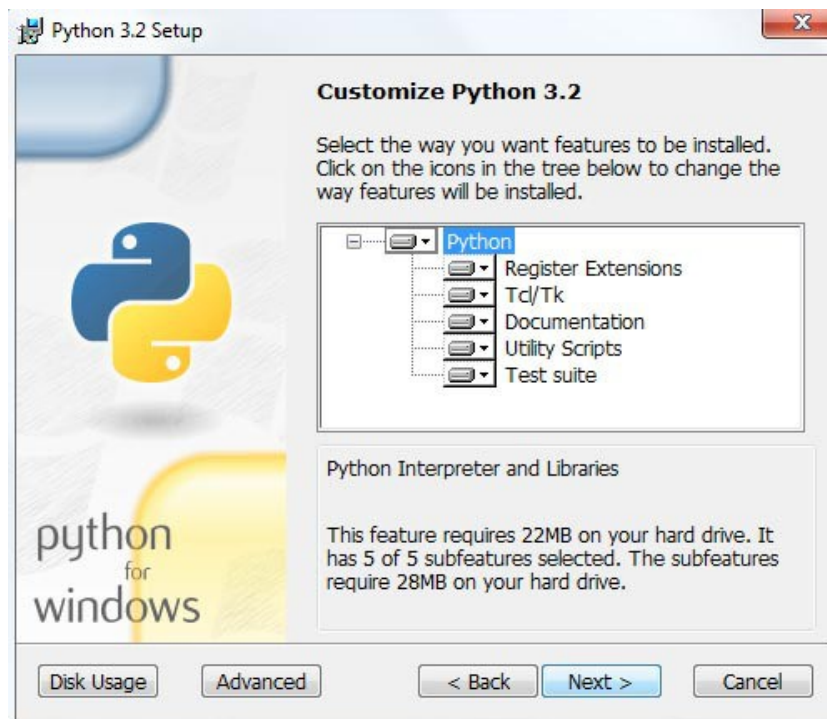 Python 3.2 Setup
Customize Python 3.2
Select the way you want features to be installed.
Click on the icons in the tree below to change the
way features will be installed.
Python
Register Extensions
Tcl/Tk
Documentation
Utility Scripts
Test suite
Python Interpreter and Libraries
This feature requires 22MB on your hard drive. It
has 5 of 5 subfeatures selected. The subfeatures
require 28MB on your hard drive.
python
for
windows
Disk Usage
Advanced
< Back
Next >
Cancel